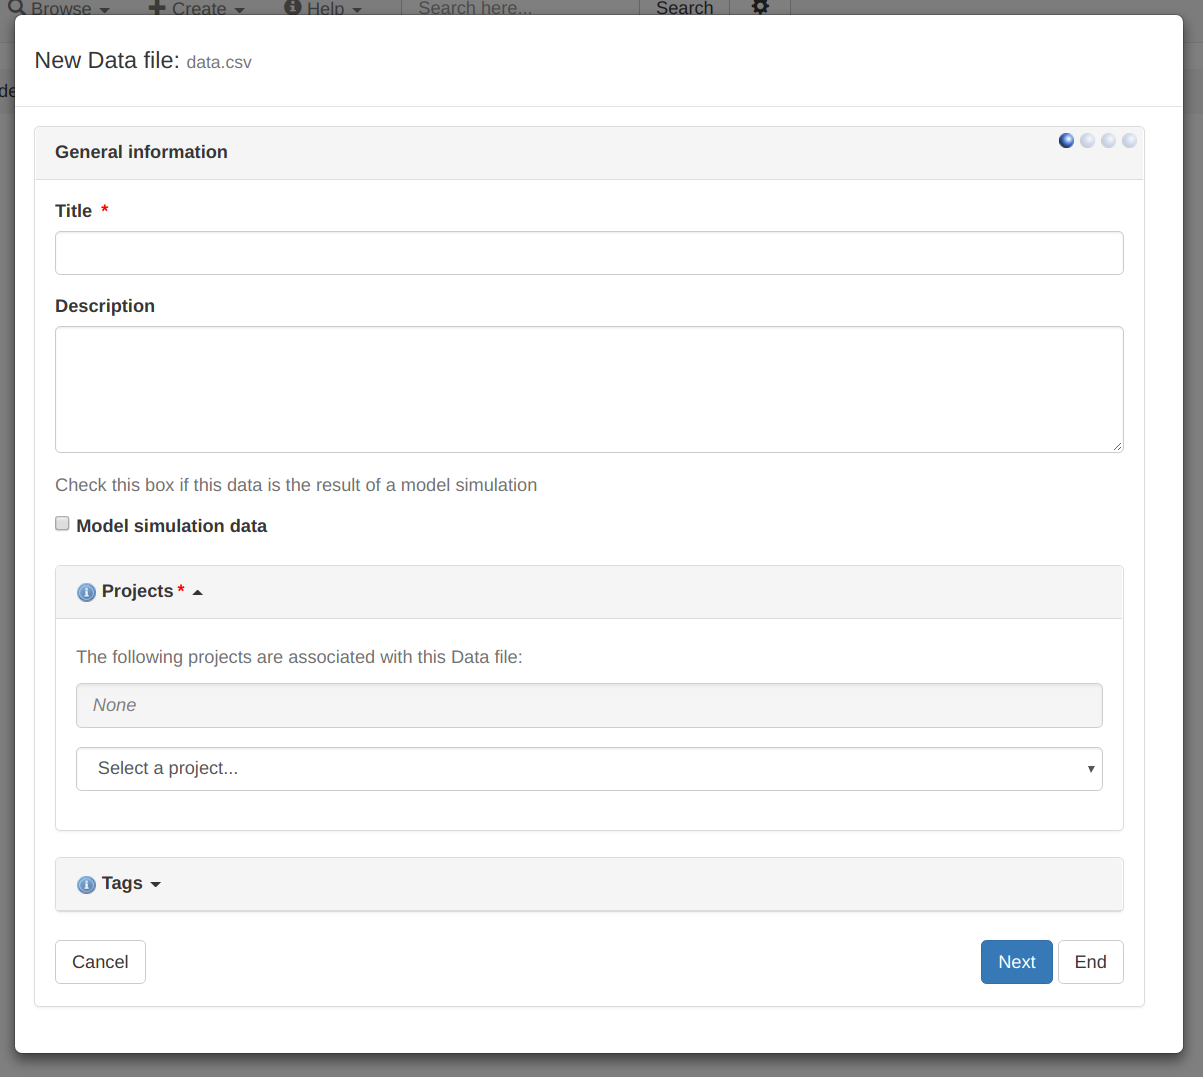 Browse Create Help Search here... Search
New Data file: data.csv
General information
Title *
Description
Check this box if this data is the result of a model simulation
Model simulation data
Projects *
The following projects are associated with this Data file:
None
Select a project...
Tags
Cancel Next End